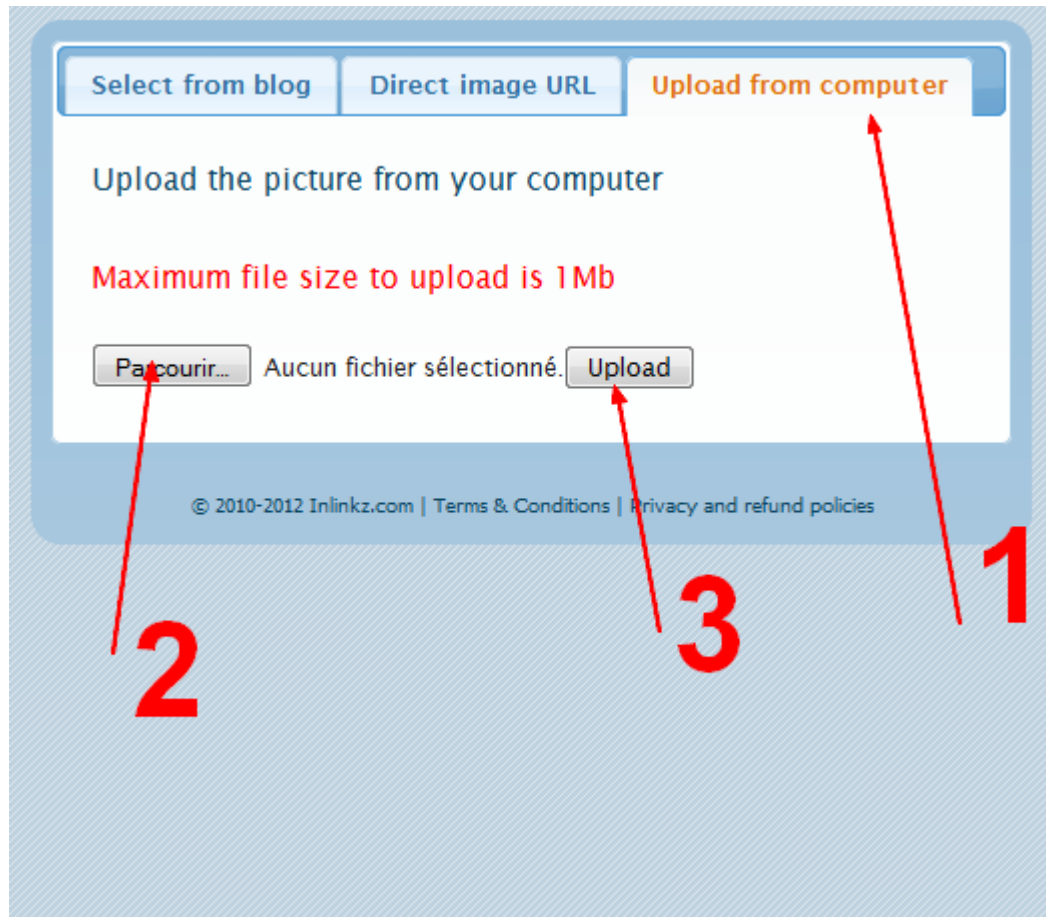 Select from blog Direct image URL Upload from computer
Upload the picture from your computer
Maximum file size to upload is 1Mb
Parcourir... Aucun fichier sélectionné. Upload
© 2010-2012 Inlinkz.com | Terms & Conditions | Privacy and refund policies
1
2
3